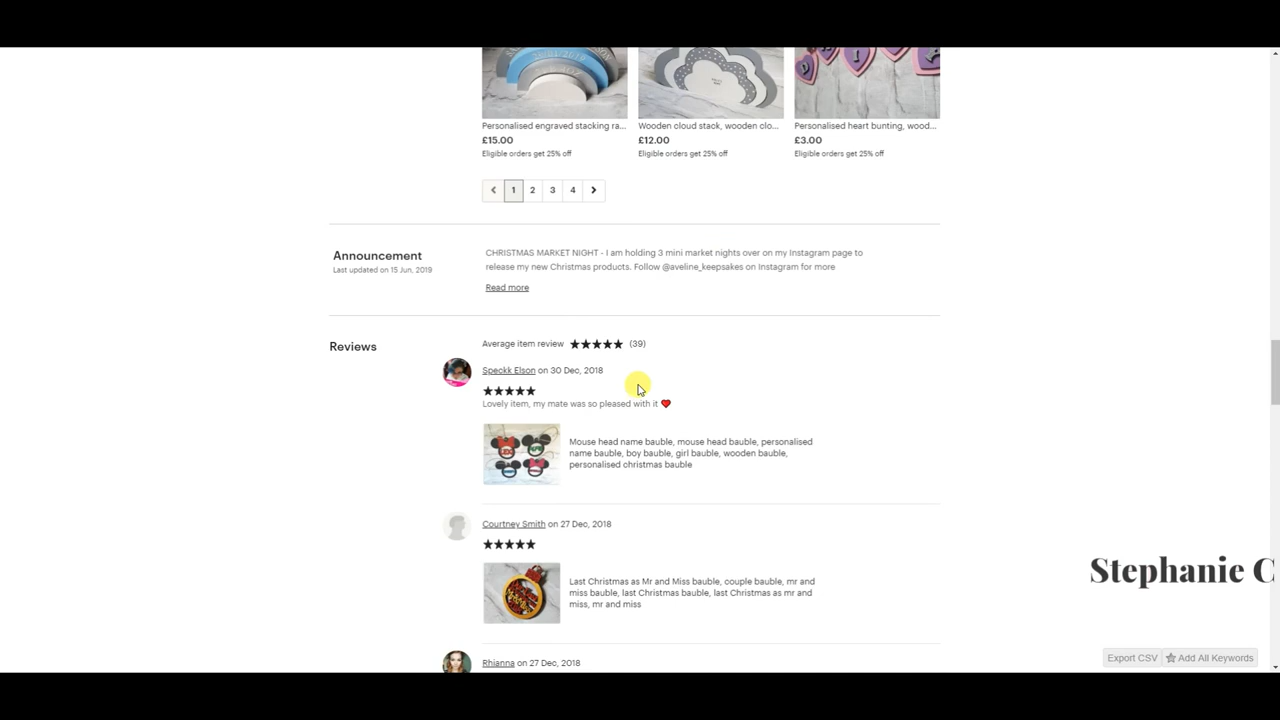 Personalised engraved stacking ra...
Wooden cloud stack, wooden clo...
Personalised heart bunting, wood...
£15.00
£12.00
£3.00
Eligible orders get 25% off
Eligible orders get 25% off
Eligible orders get 25% off
1 2 3 4
Announcement
Last updated on 15 Jun, 2019
CHRISTMAS MARKET NIGHT - I am holding 3 mini market nights over on my Instagram page to
release my new Christmas products. Follow @aveline_keepsakes on Instagram for more
Read more
Reviews
Average item review ★★★★★ (39)
Speckk Elson on 30 Dec, 2018
★★★★★
Lovely item, my mate was so pleased with it ❤
Mouse head name bauble, mouse head bauble, personalised
name bauble, boy bauble, girl bauble, wooden bauble,
personalised christmas bauble
Courtney Smith on 27 Dec, 2018
★★★★★
Last Christmas as Mr and Miss bauble, couple bauble, mr and
miss bauble, last Christmas bauble, last Christmas as mr and
miss, mr and miss
Stephanie C
Export CSV ★ Add All Keywords
Rhianna on 27 Dec, 2018